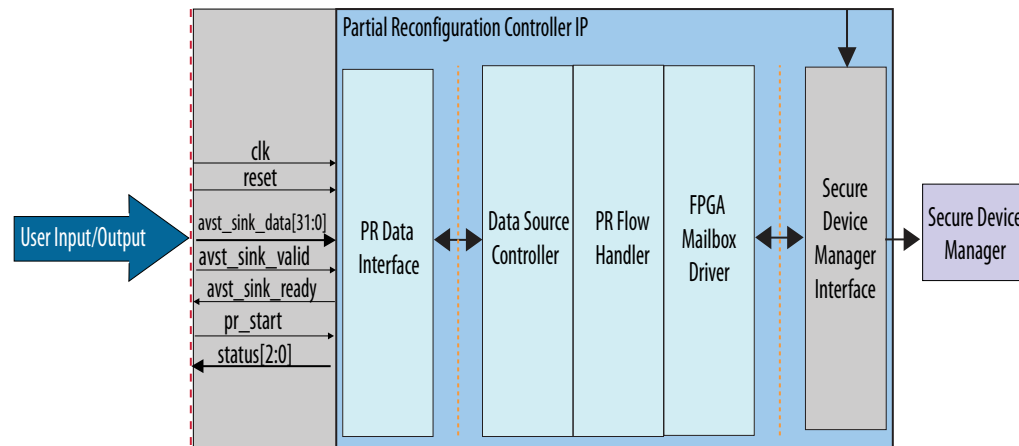 Partial Reconfiguration Controller IP
clk
reset
avst_sink_data[31:0]
avst_sink_valid
avst_sink_ready
pr_start
status[2:0]
User Input/Output
PR Data
Interface
Data Source
Controller
PR Flow
Handler
FPGA
Mailbox
Driver
Secure
Device
Manager
Interface
Secure Device
Manager